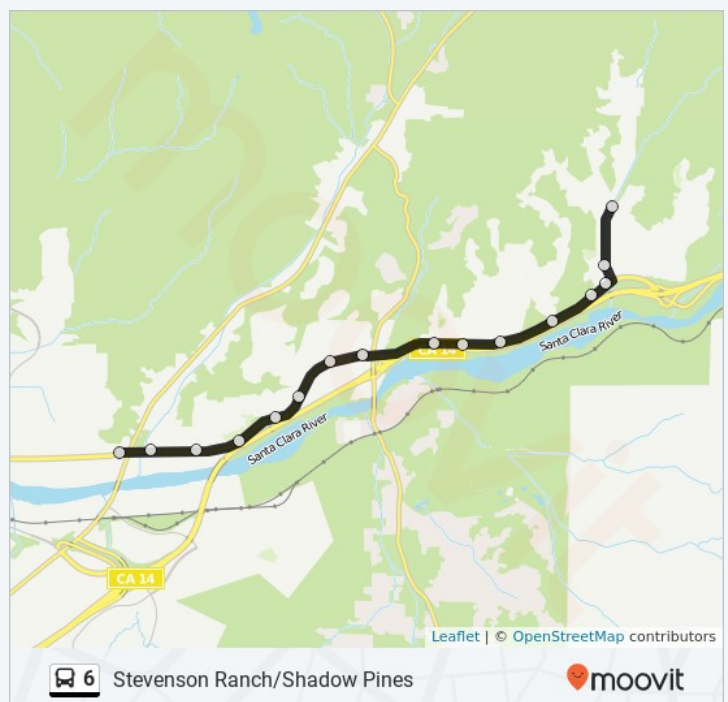 moovit
CA 14
Santa Clara River
Santa Clara River
CA 14
Leaflet | © OpenStreetMap contributors
6 Stevenson Ranch/Shadow Pines
moovit